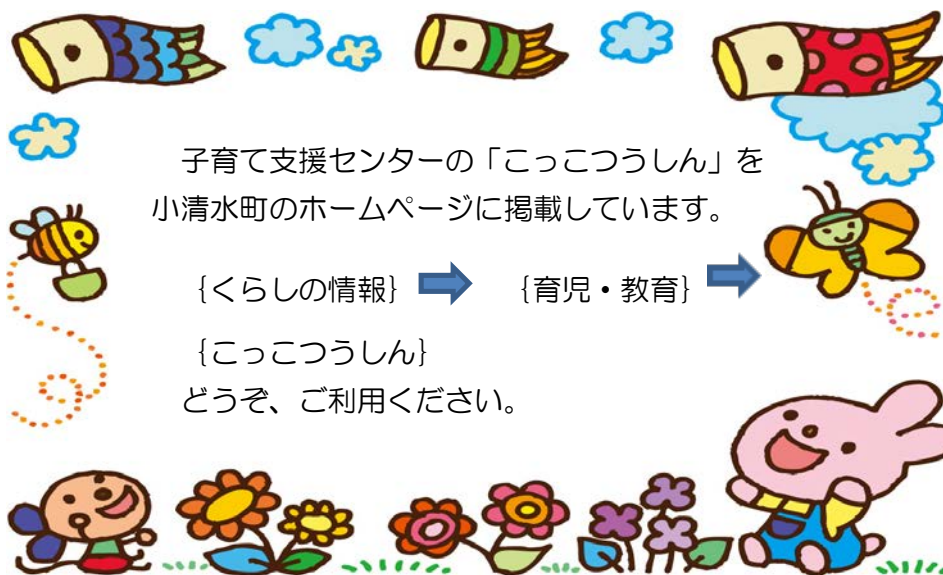 子育て支援センターの「こっこつうしん」を
小清水町のホームページに掲載しています。
{くらしの情報} {育児・教育}
{こっこつうしん}
どうぞ、ご利用ください。